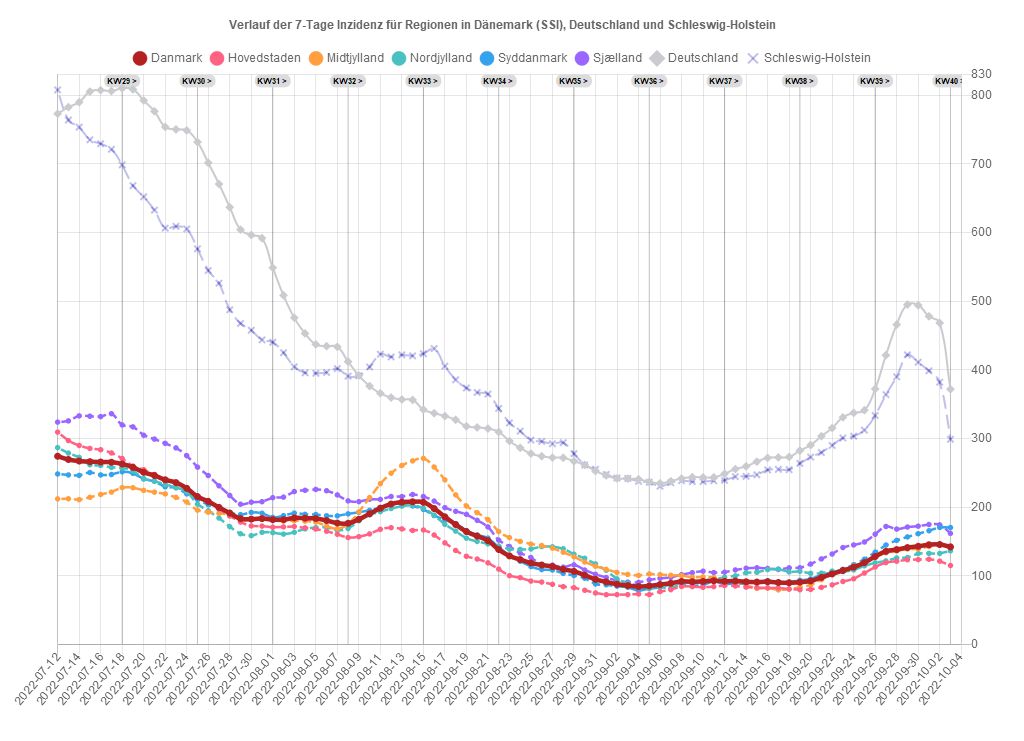 Verlauf der 7-Tage Inzidenz für Regionen in Dänemark (SSI), Deutschland und Schleswig-Holstein
Danmark Hovedstaden Midtjylland Nordjylland Syddanmark Sjælland Deutschland Schleswig-Holstein
KW29 > KW30 > KW31 > KW32 > KW33 > KW34 > KW35 > KW36 > KW37 > KW38 > KW39 > KW40 >
830
800
700
600
500
400
300
200
100
0
2022-07-12 2022-07-14 2022-07-16 2022-07-18 2022-07-20 2022-07-22 2022-07-24 2022-07-26 2022-07-28 2022-07-30 2022-08-01 2022-08-03 2022-08-05 2022-08-07 2022-08-09 2022-08-11 2022-08-13 2022-08-15 2022-08-17 2022-08-19 2022-08-21 2022-08-23 2022-08-25 2022-08-27 2022-08-29 2022-08-31 2022-09-02 2022-09-04 2022-09-06 2022-09-08 2022-09-10 2022-09-12 2022-09-14 2022-09-16 2022-09-18 2022-09-20 2022-09-22 2022-09-24 2022-09-26 2022-09-28 2022-09-30 2022-10-02 2022-10-04